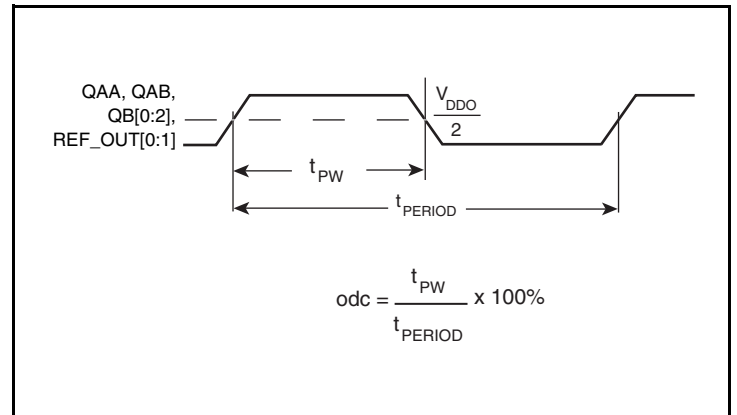 QAA, QAB,
QB[0:2],
REF_OUT[0:1]
V_DDO
2
t_PW
t_PERIOD
odc = t_PW / t_PERIOD x 100%